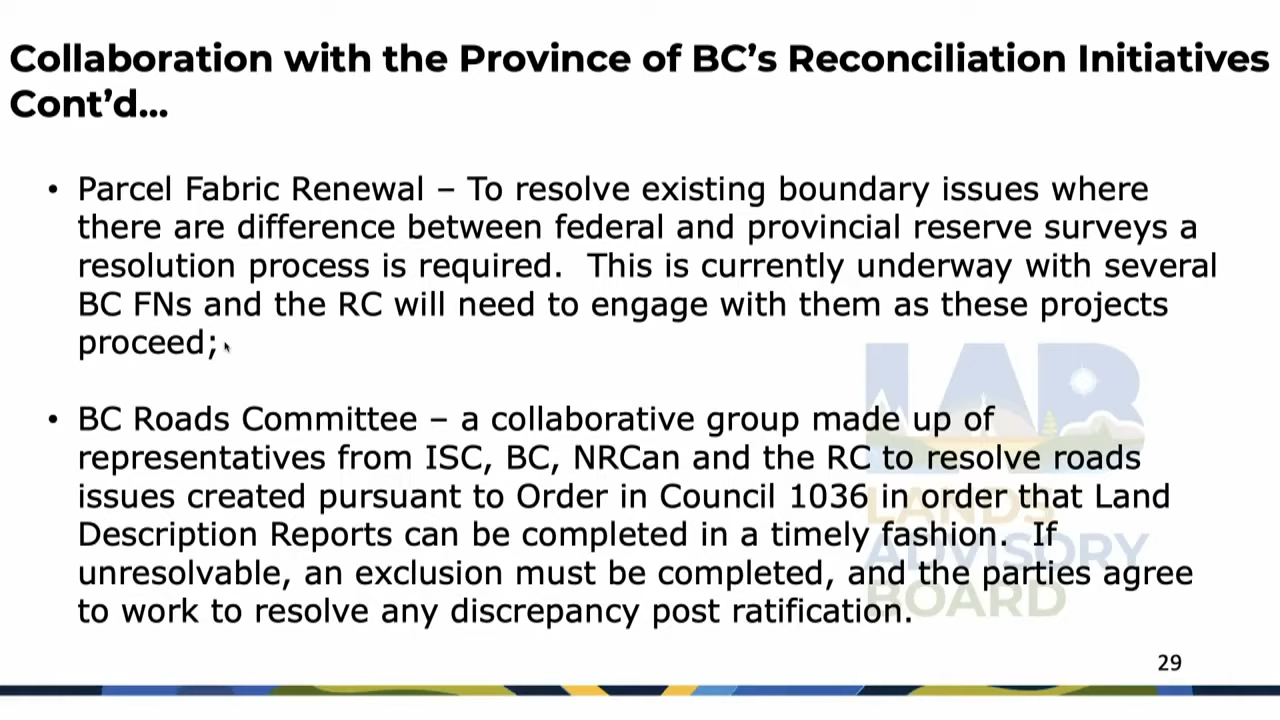 Collaboration with the Province of BC’s Reconciliation Initiatives
Cont’d...
• Parcel Fabric Renewal – To resolve existing boundary issues where
there are difference between federal and provincial reserve surveys a
resolution process is required.  This is currently underway with several
BC FNs and the RC will need to engage with them as these projects
proceed;
• BC Roads Committee – a collaborative group made up of
representatives from ISC, BC, NRCan and the RC to resolve roads
issues created pursuant to Order in Council 1036 in order that Land
Description Reports can be completed in a timely fashion.  If
unresolvable, an exclusion must be completed, and the parties agree
to work to resolve any discrepancy post ratification.
LAB
LANDS
ADVISORY
BOARD
29